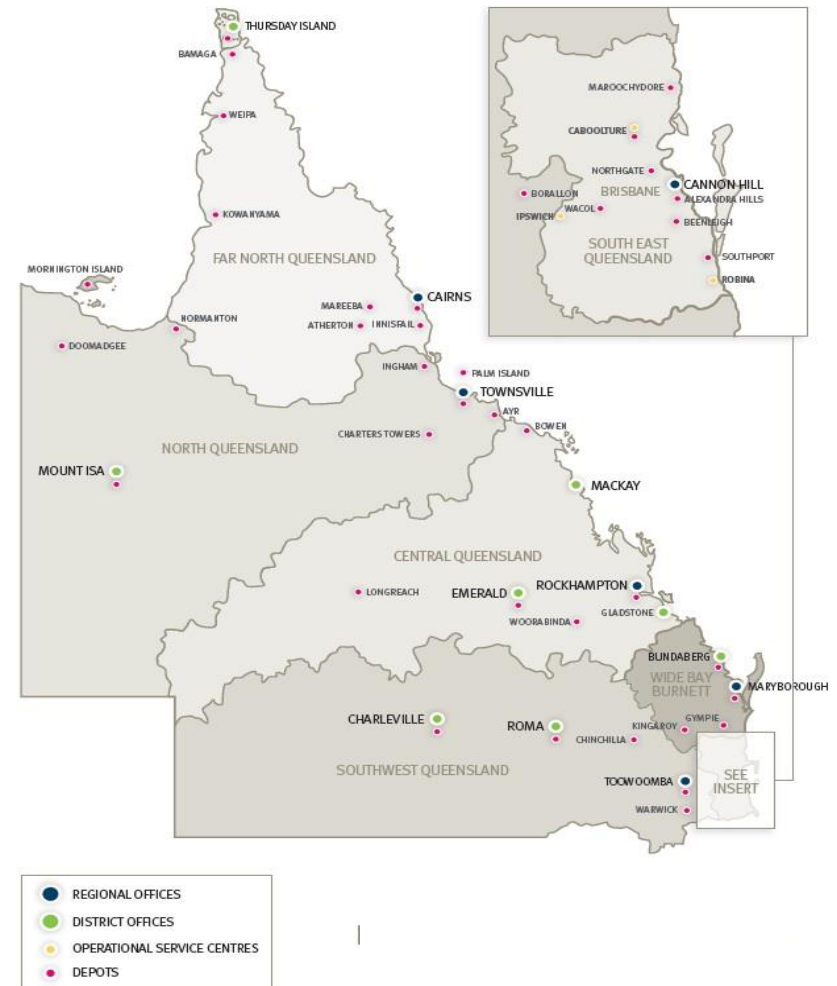 THURSDAY ISLAND
BAMAGA
WEIPA
KOWANYAMA
FAR NORTH QUEENSLAND
MORNINGTON ISLAND
CAIRNS
MAREEBA
NORMANTON
ATHERTON
INNISFAIL
DOOMADGEE
INGHAM
PALM ISLAND
TOWNSVILLE
AYR
BOWEN
CHARTERS TOWERS
NORTH QUEENSLAND
MOUNT ISA
MACKAY
CENTRAL QUEENSLAND
ROCKHAMPTON
LONGREACH
EMERALD
GLADSTONE
WOORABINDA
BUNDABERG
WIDE BAY
BURNETT
MARYBOROUGH
CHARLEVILLE
ROMA
KINGAROY
GYMPIE
CHINCHILLA
SOUTHWEST QUEENSLAND
TOOWOOMBA
SEE
INSERT
WARWICK
MAROOCHYDORE
CABOOLTURE
NORTHGATE
CANNON HILL
BORALLON
BRISBANE
ALEXANDRA HILLS
WACOL
IPSWICH
BEENLEIGH
SOUTH EAST
QUEENSLAND
SOUTHPORT
ROBINA
REGIONAL OFFICES
DISTRICT OFFICES
OPERATIONAL SERVICE CENTRES
DEPOTS